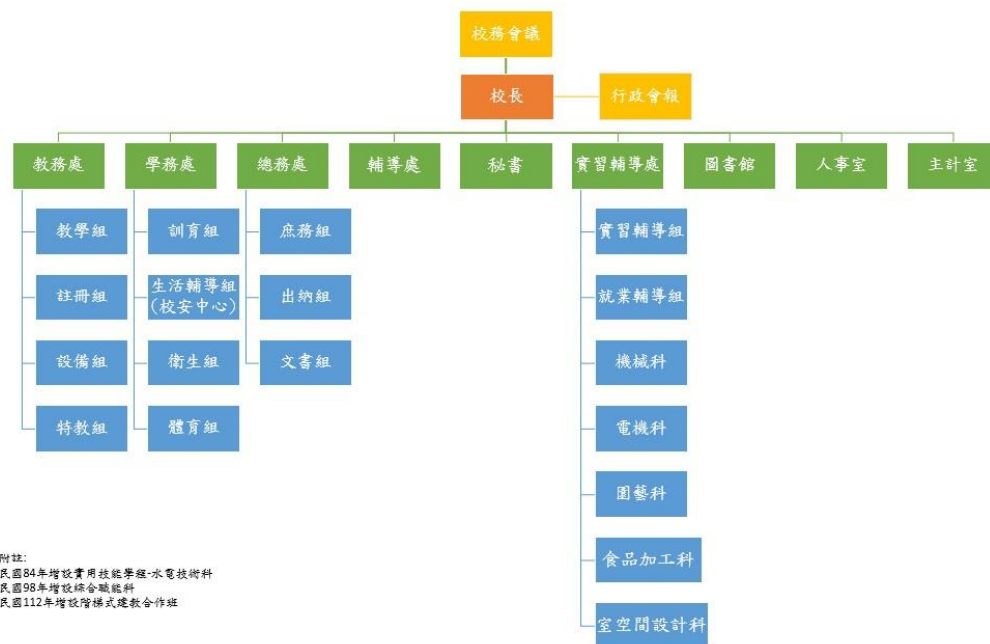 校務會議
校長
行政會報
教務處
學務處
總務處
輔導處
秘書
實習輔導處
圖書館
人事室
主計室
教學組
註冊組
設備組
特教組
訓育組
生活輔導組
(校安中心)
衛生組
體育組
庶務組
出納組
文書組
實習輔導組
就業輔導組
機械科
電機科
園藝科
食品加工科
室空間設計科
附註:
民國84年增設實用技能學程-水電技術科
民國98年增設綜合職能科
民國112年增設階梯式建教合作班